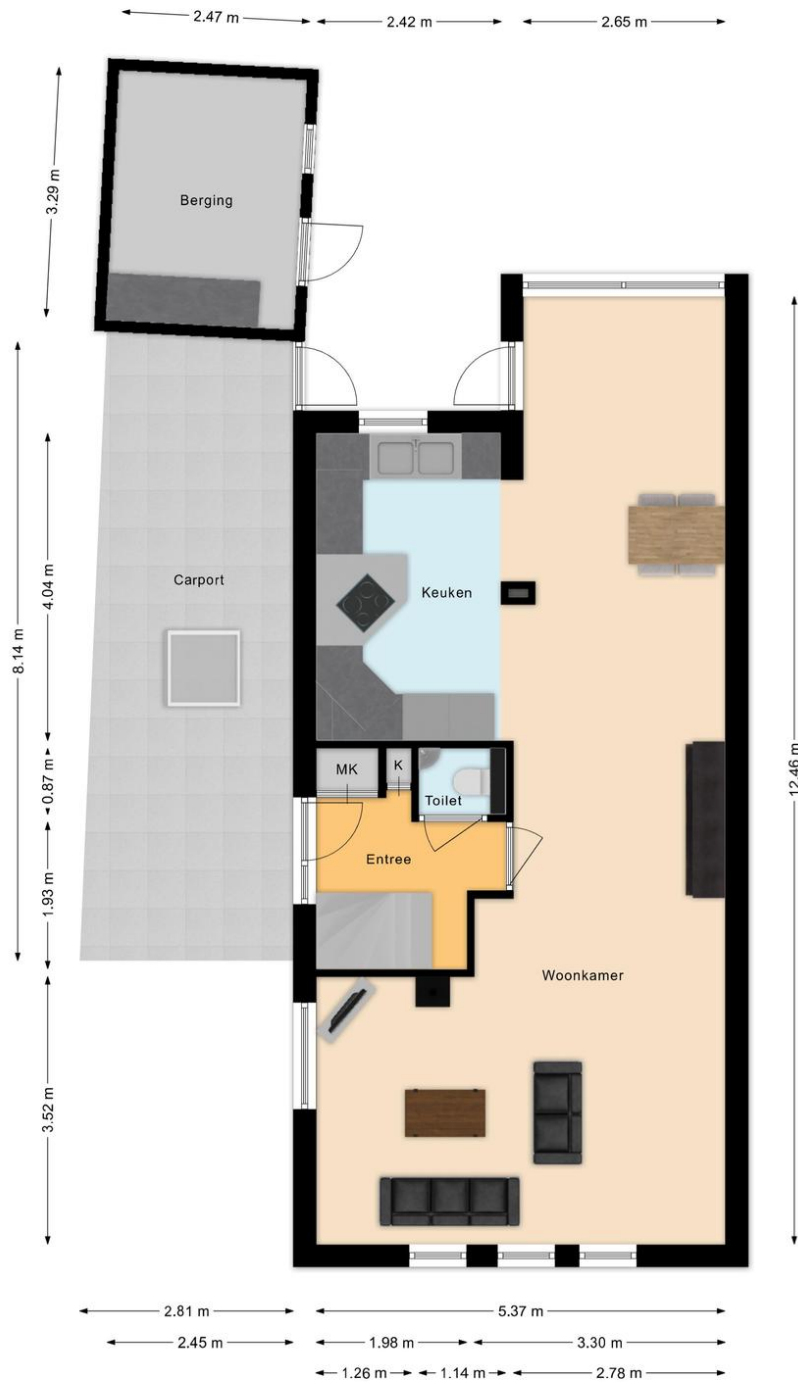 2.47 m
2.42 m
2.65 m
3.29 m
Berging
8.14 m
4.04 m
Carport
Keuken
12.46 m
0.87 m
MK
K
Toilet
1.93 m
Entree
Woonkamer
3.52 m
2.81 m
5.37 m
2.45 m
1.98 m
3.30 m
1.26 m
1.14 m
2.78 m